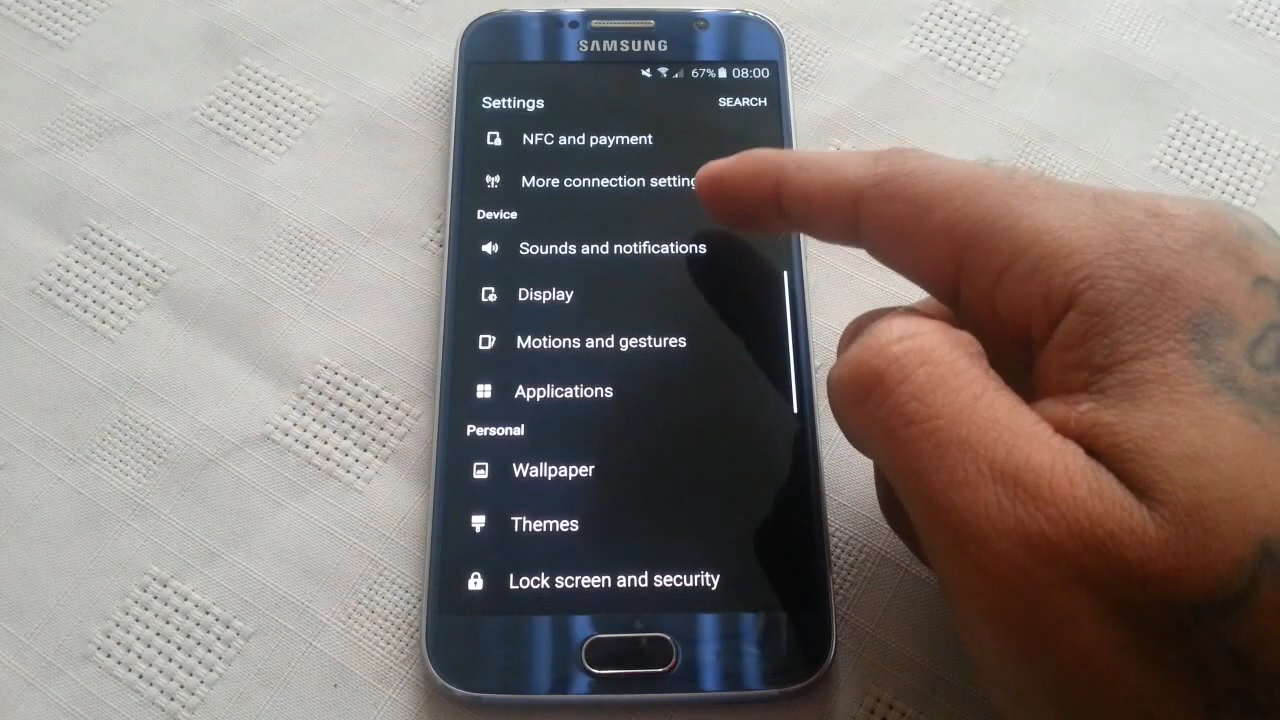 SAMSUNG
67% 08:00
Settings SEARCH
NFC and payment
More connection setting
Device
Sounds and notifications
Display
Motions and gestures
Applications
Personal
Wallpaper
Themes
Lock screen and security